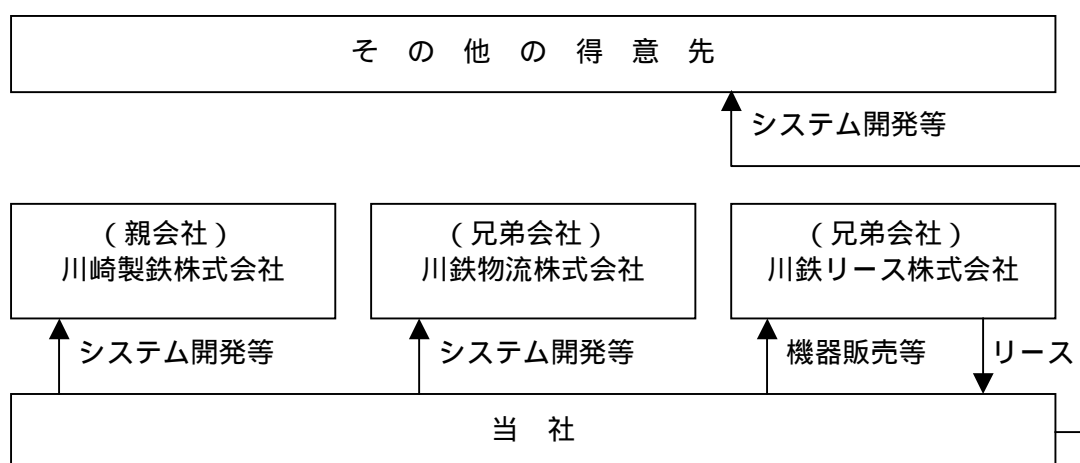 そ の 他 の 得 意 先
システム開発等
(親会社)
川崎製鉄株式会社
(兄弟会社)
川鉄物流株式会社
(兄弟会社)
川鉄リース株式会社
システム開発等
システム開発等
機器販売等
リース
当 社